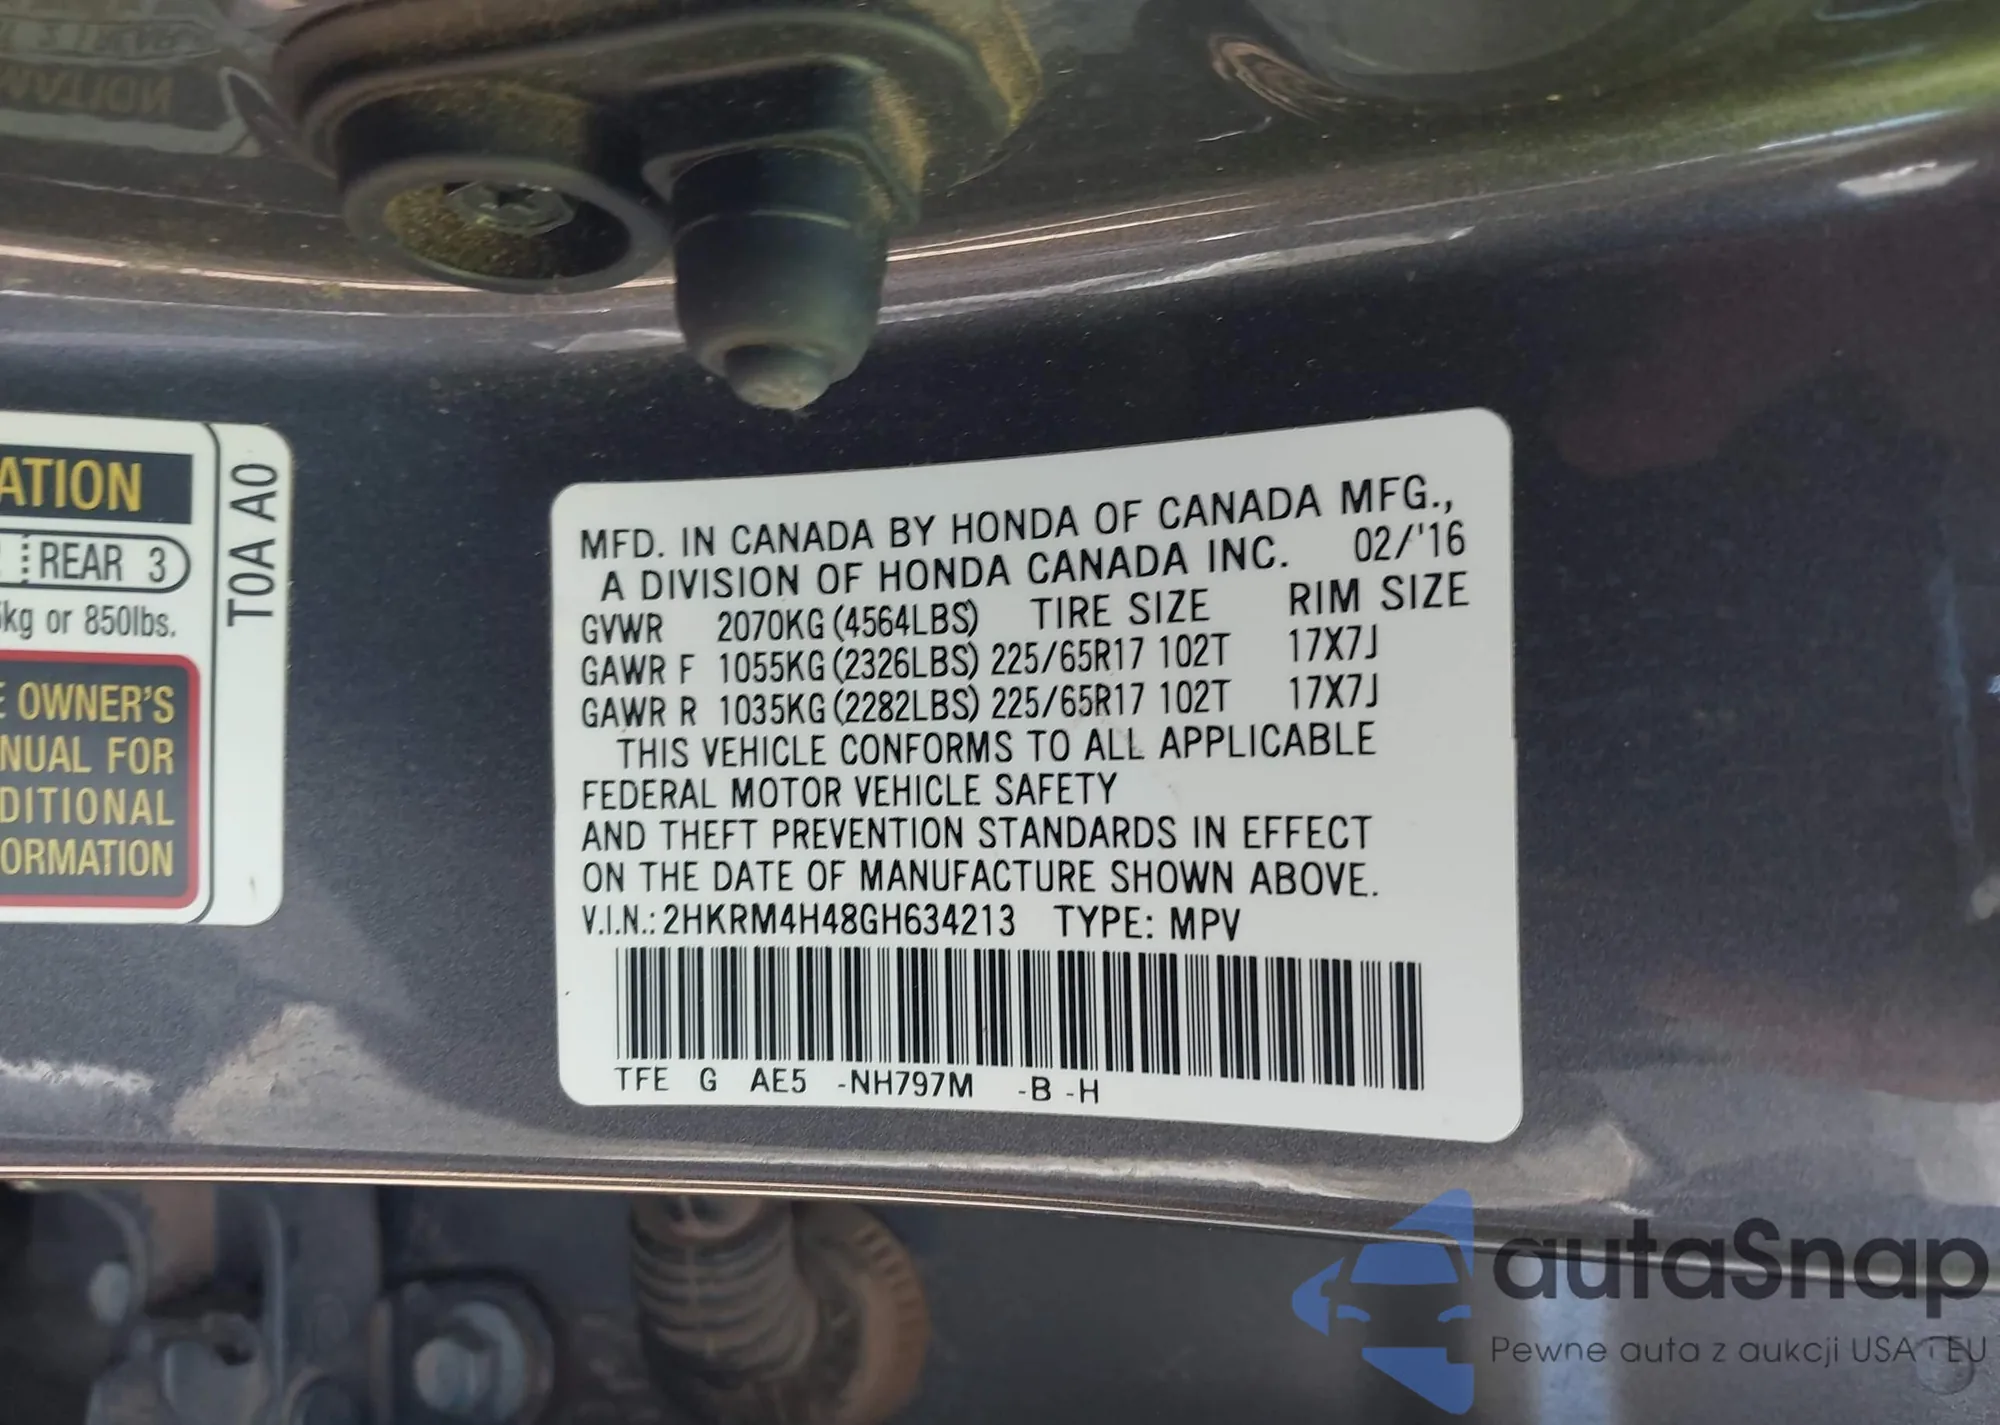 ATION
REAR 3
kg or 850lbs.
E OWNER'S
NUAL FOR
DITIONAL
ORMATION
T0A A0
MFD. IN CANADA BY HONDA OF CANADA MFG.,
A DIVISION OF HONDA CANADA INC. 02/'16
GVWR 2070KG (4564LBS) TIRE SIZE RIM SIZE
GAWR F 1055KG (2326LBS) 225/65R17 102T 17X7J
GAWR R 1035KG (2282LBS) 225/65R17 102T 17X7J
THIS VEHICLE CONFORMS TO ALL APPLICABLE
FEDERAL MOTOR VEHICLE SAFETY
AND THEFT PREVENTION STANDARDS IN EFFECT
ON THE DATE OF MANUFACTURE SHOWN ABOVE.
V.I.N.: 2HKRM4H48GH634213 TYPE: MPV
TFE G AE5 -NH797M -B -H
autaSnap
Pewne auta z aukcji USA i EU